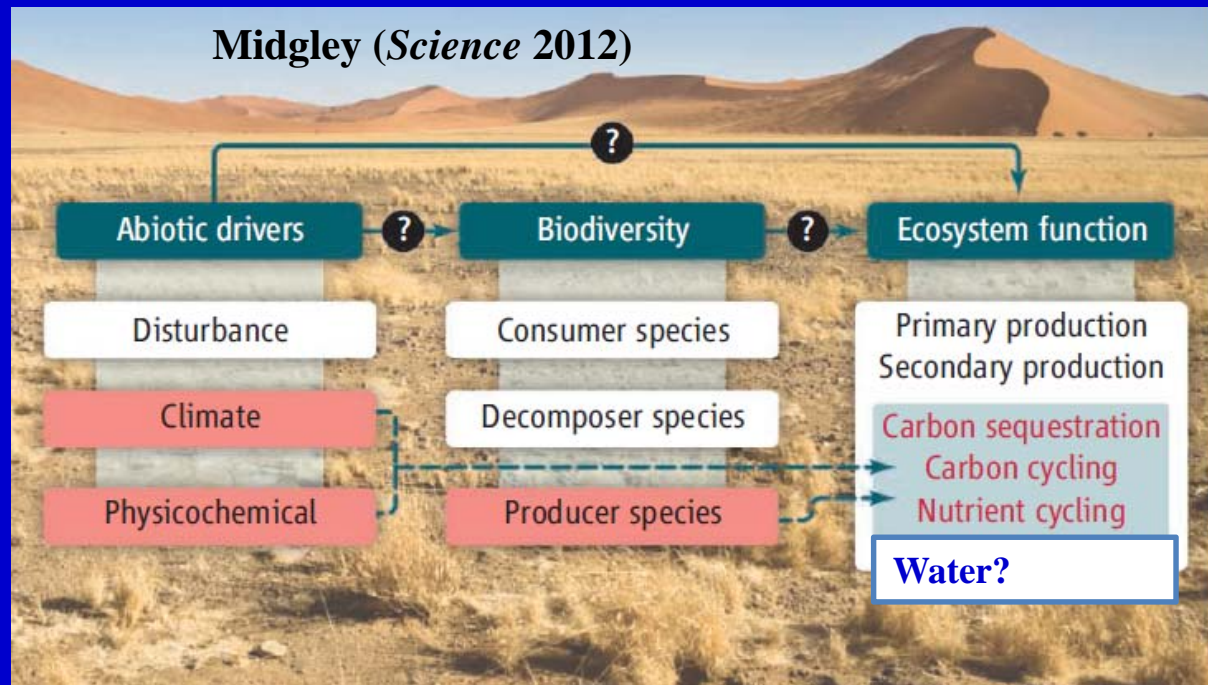 Midgley (Science 2012)
?
Abiotic drivers
?
Biodiversity
?
Ecosystem function
Disturbance
Climate
Physicochemical
Consumer species
Decomposer species
Producer species
Primary production
Secondary production
Carbon sequestration
Carbon cycling
Nutrient cycling
Water?